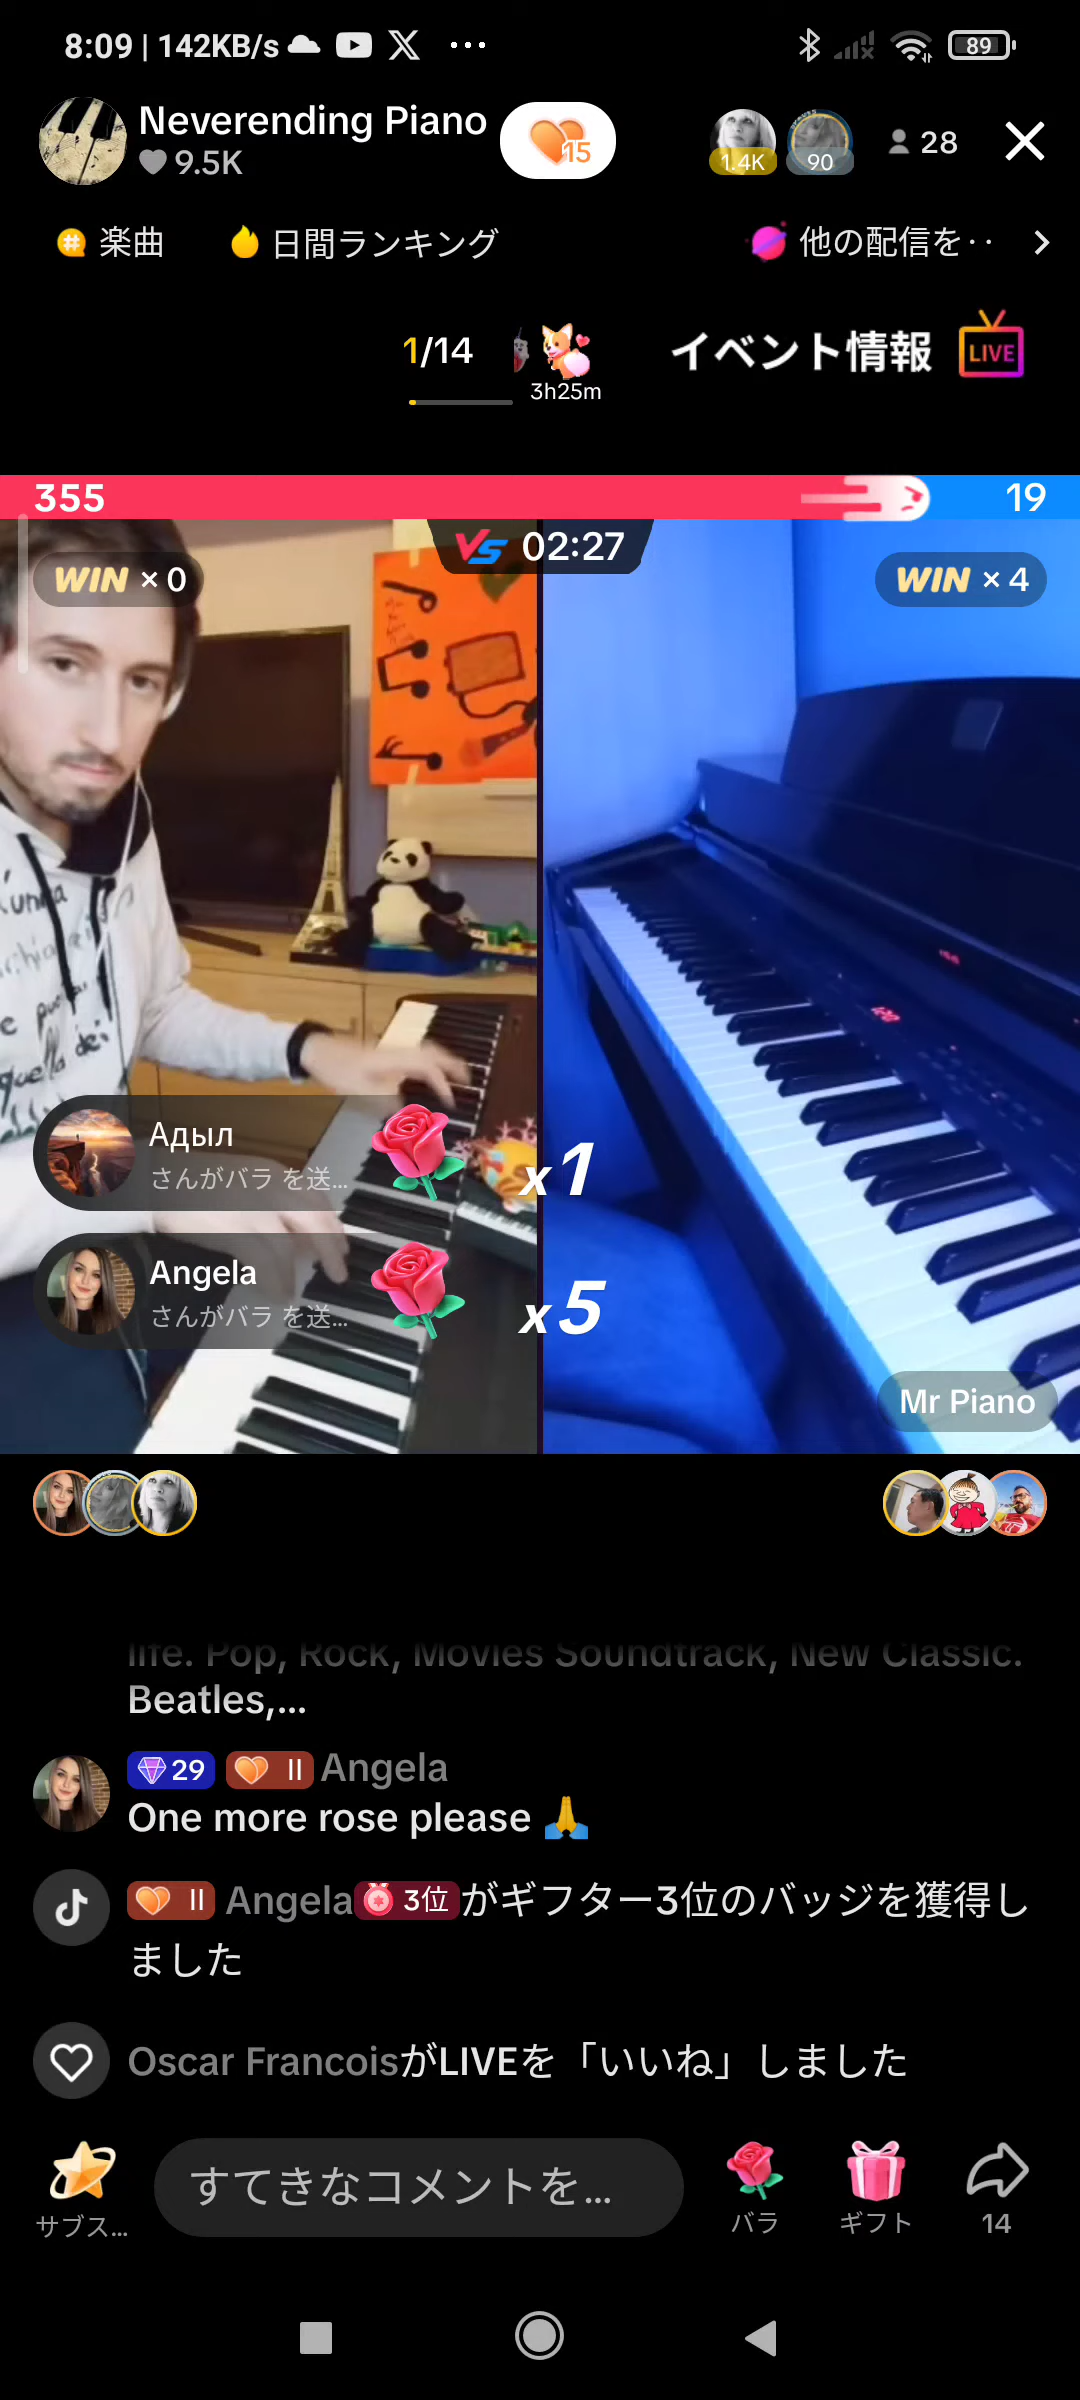 8:09 | 142KB/s
89
Neverending Piano
9.5K
15
1.4K
90
28
楽曲
日間ランキング
他の配信を‥
1/14
3h25m
イベント情報
LIVE
355
19
VS 02:27
WIN × 0
WIN × 4
quella dei
Адыл
さんがバラ を送...
x1
Angela
さんがバラ を送...
x5
Mr Piano
life. Pop, Rock, Movies Soundtrack, New Classic.
Beatles,...
29 II Angela
One more rose please 🙏
II Angela 3位 がギフター3位のバッジを獲得し
ました
Oscar FrancoisがLIVEを「いいね」しました
サブス...
すてきなコメントを...
バラ
ギフト
14